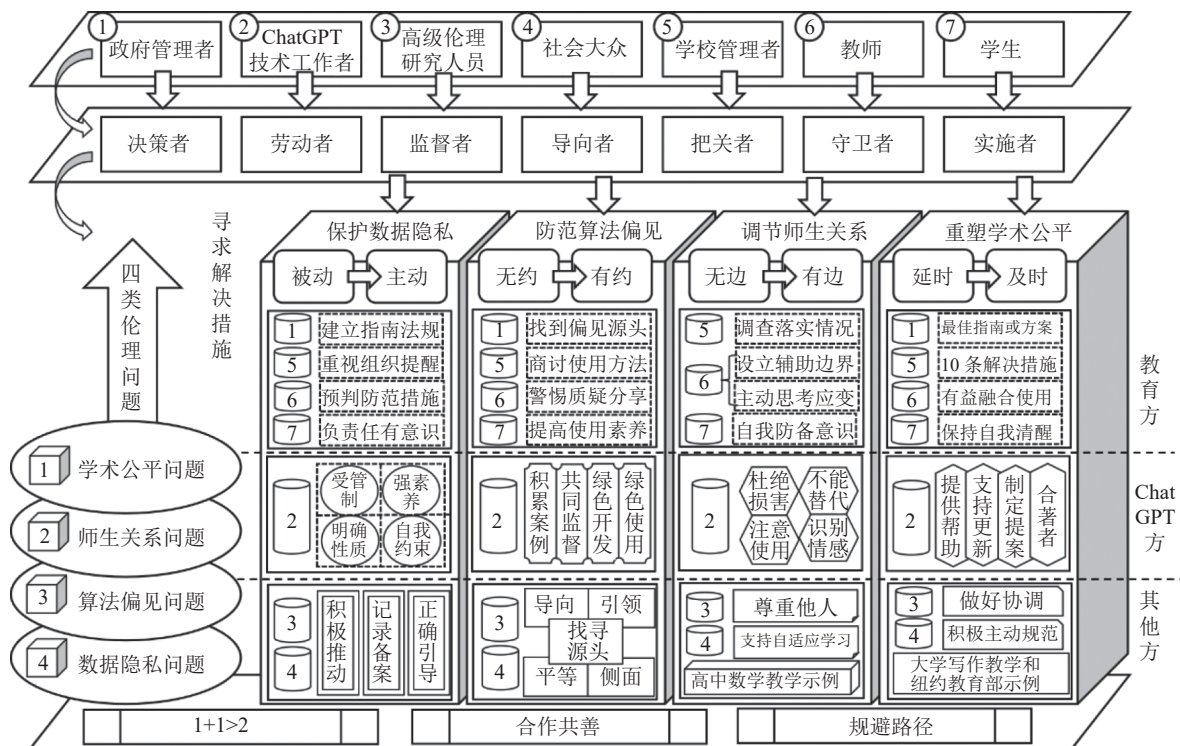 1
政府管理者
2
ChatGPT
技术工作者
3
高级伦理
研究人员
4
社会大众
5
学校管理者
6
教师
7
学生
决策者
劳动者
监督者
导向者
把关者
守卫者
实施者
四类伦理问题
寻求解决措施
1
学术公平问题
2
师生关系问题
3
算法偏见问题
4
数据隐私问题
保护数据隐私
被动
主动
1
建立指南法规
5
重视组织提醒
6
预判防范措施
7
负责任有意识
2
受管
制
强素
养
明确
性质
自我
约束
3
4
积极推动
记录备案
正确引导
防范算法偏见
无约
有约
1
找到偏见源头
5
商讨使用方法
6
警惕质疑分享
7
提高使用素养
2
积累案例
共同监督
绿色开发
绿色使用
3
4
导向
引领
找寻
源头
平等
侧面
调节师生关系
无边
有边
5
调查落实情况
6
设立辅助边界
主动思考应变
7
自我防备意识
2
杜绝
损害
不能
替代
注意
使用
识别
情感
3
尊重他人
4
支持自适应学习
高中数学教学示例
重塑学术公平
延时
及时
1
最佳指南或方案
5
10 条解决措施
6
有益融合使用
7
保持自我清醒
2
提供帮助
支持更新
制定提案
合著者
3
做好协调
4
积极主动规范
大学写作教学和
纽约教育部示例
教育方
Chat
GPT
方
其他方
1+1>2
合作共善
规避路径